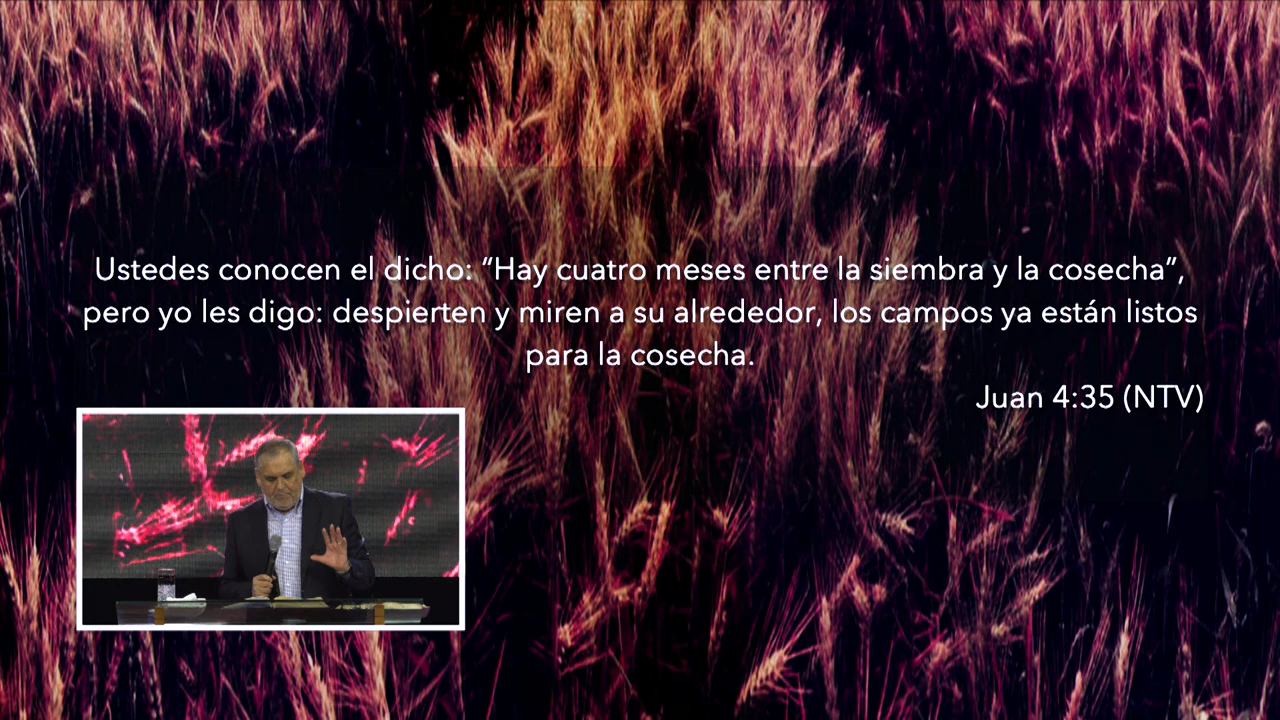 Ustedes conocen el dicho: “Hay cuatro meses entre la siembra y la cosecha”,
pero yo les digo: despierten y miren a su alrededor, los campos ya están listos
para la cosecha.
Juan 4:35 (NTV)